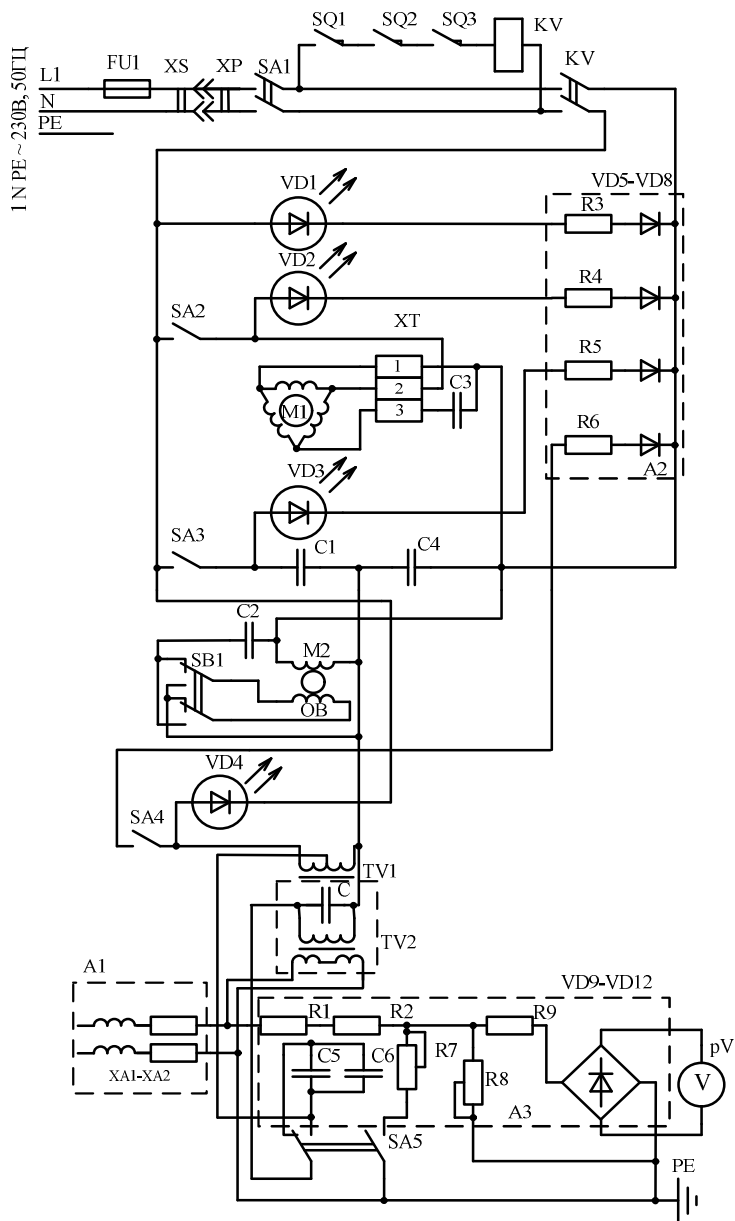 SQ1 SQ2 SQ3 KV
1 N PE ~ 230В, 50ГЦ
L1 FU1 XS XP SA1 KV
N
PE
VD1 VD5-VD8
R3
VD2
R4
SA2 XT
1 R5
2 C3
M1
3
R6
VD3 A2
SA3 C1 C4
C2
SB1 M2
OB
VD4
SA4
TV1
C
TV2
A1 VD9-VD12
R1 R2 R9
C5 C6 R7 pV
V
XA1-XA2 R8
A3
SA5
PE